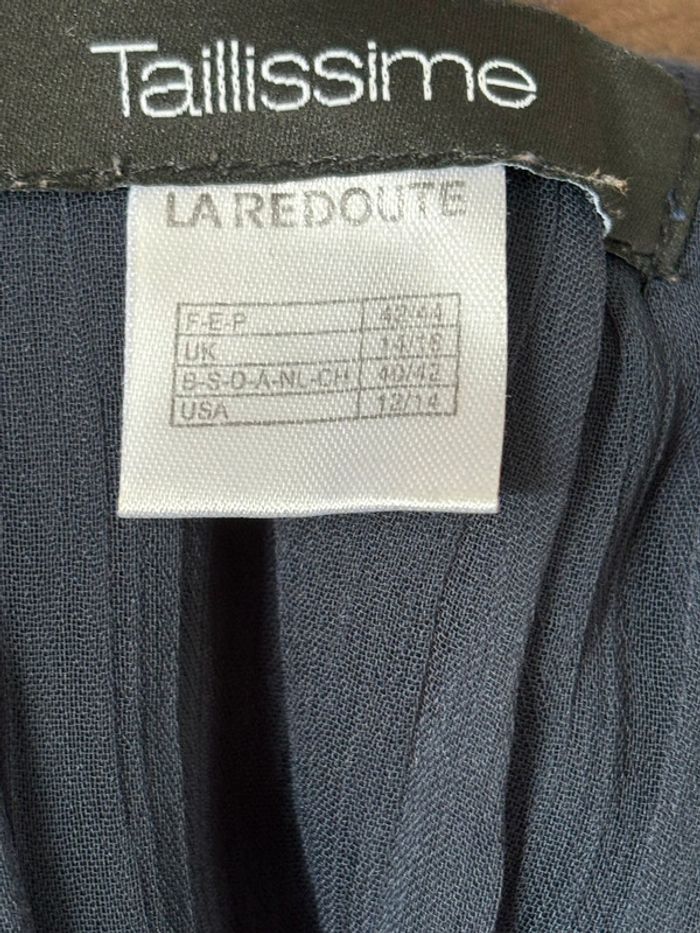 Taillissime
LA REDOUTE
F-E-P 42/44
UK 14/16
B-S-D-A-NL-CH 40/42
USA 12/14